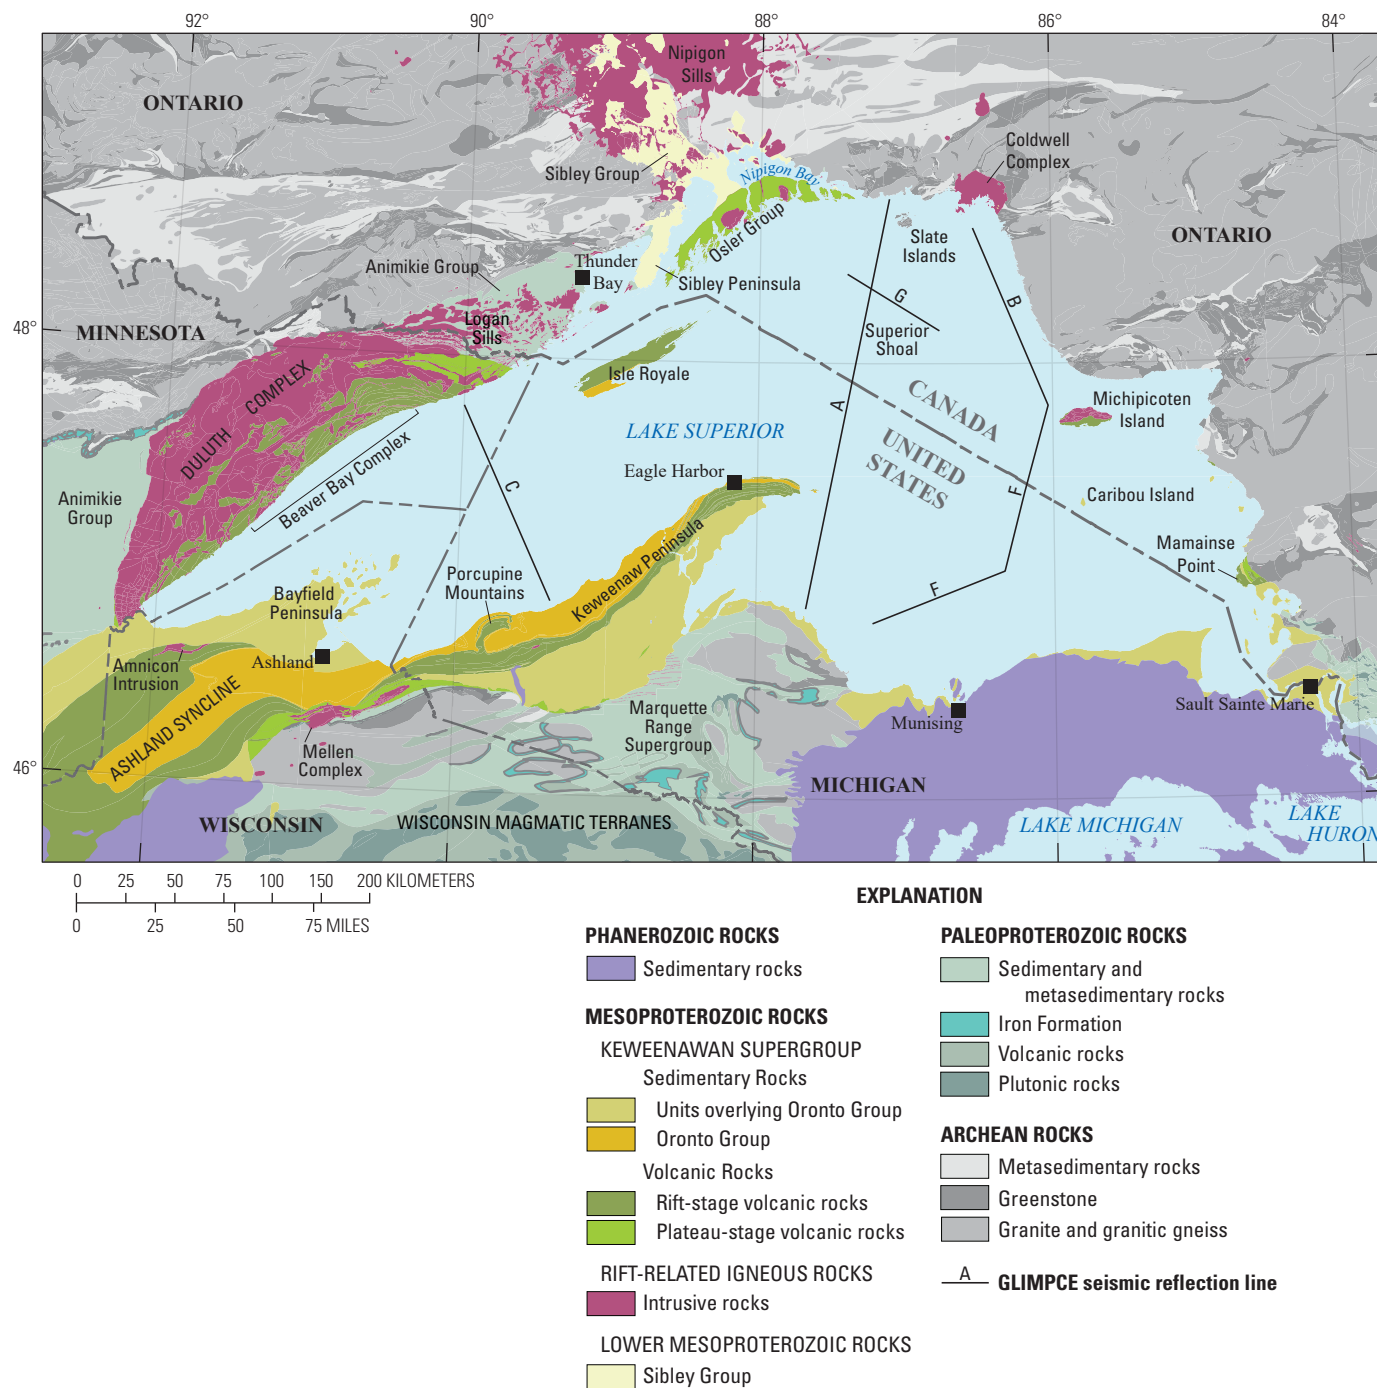 92°
90°
88°
86°
84°
Nipigon
Sills
ONTARIO
Coldwell
Complex
Sibley Group
Nipigon Bay
Osler Group
Slate
Islands
ONTARIO
Animikie Group
Thunder
Bay
Sibley Peninsula
B
G
48°
MINNESOTA
Logan
Sills
Superior
Shoal
Isle Royale
COMPLEX
DULUTH
A
CANADA
UNITED
STATES
Michipicoten
Island
LAKE SUPERIOR
Beaver Bay Complex
C
Eagle Harbor
F
Caribou Island
Animikie
Group
Keweenaw Peninsula
Mamainse
Point
Porcupine
Mountains
Bayfield
Peninsula
F
Amnicon
Intrusion
Ashland
ASHLAND SYNCLINE
Marquette
Range
Supergroup
Munising
Sault Sainte Marie
Mellen
Complex
46°
MICHIGAN
WISCONSIN
WISCONSIN MAGMATIC TERRANES
LAKE MICHIGAN
LAKE
HURON
0 25 50 75 100 150 200 KILOMETERS
0 25 50 75 MILES
EXPLANATION
PHANEROZOIC ROCKS
Sedimentary rocks
MESOPROTEROZOIC ROCKS
KEWEENAWAN SUPERGROUP
Sedimentary Rocks
Units overlying Oronto Group
Oronto Group
Volcanic Rocks
Rift-stage volcanic rocks
Plateau-stage volcanic rocks
RIFT-RELATED IGNEOUS ROCKS
Intrusive rocks
LOWER MESOPROTEROZOIC ROCKS
Sibley Group
PALEOPROTEROZOIC ROCKS
Sedimentary and
metasedimentary rocks
Iron Formation
Volcanic rocks
Plutonic rocks
ARCHEAN ROCKS
Metasedimentary rocks
Greenstone
Granite and granitic gneiss
A GLIMPCE seismic reflection line